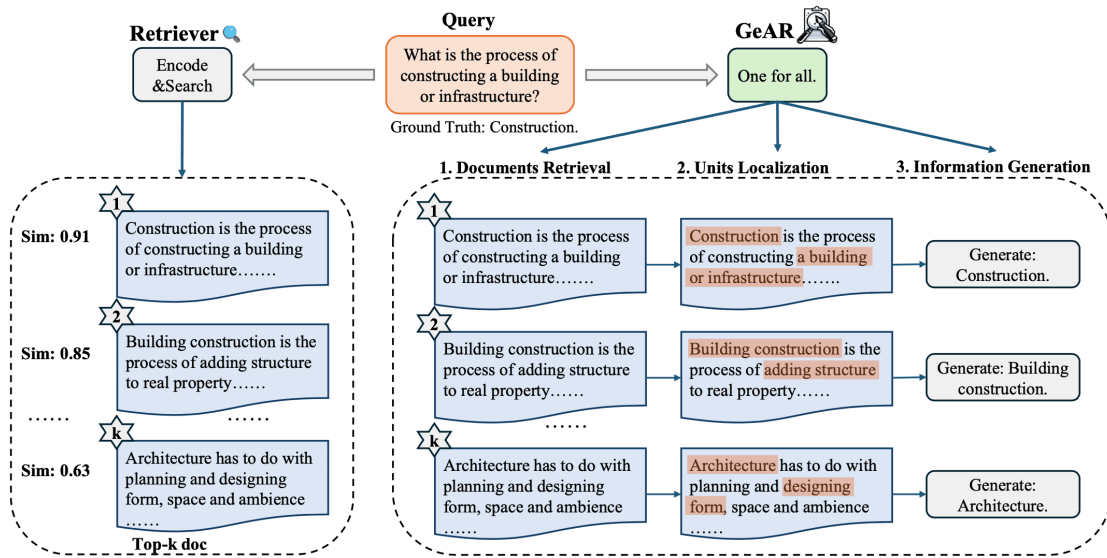 Query
Retriever
GeAR
Encode
&Search
What is the process of
constructing a building
or infrastructure?
One for all.
Ground Truth: Construction.
1. Documents Retrieval
2. Units Localization
3. Information Generation
Sim: 0.91
1
Construction is the process
of constructing a building
or infrastructure…….
Sim: 0.85
2
Building construction is the
process of adding structure
to real property……
……
……
Sim: 0.63
k
Architecture has to do with
planning and designing
form, space and ambience
……
Top-k doc
1
Construction is the process
of constructing a building
or infrastructure…….
Construction is the process
of constructing a building
or infrastructure…….
Generate:
Construction.
2
Building construction is the
process of adding structure
to real property……
Building construction is the
process of adding structure
to real property……
Generate: Building
construction.
……
k
Architecture has to do with
planning and designing
form, space and ambience
……
Architecture has to do with
planning and designing
form, space and ambience
……
Generate:
Architecture.